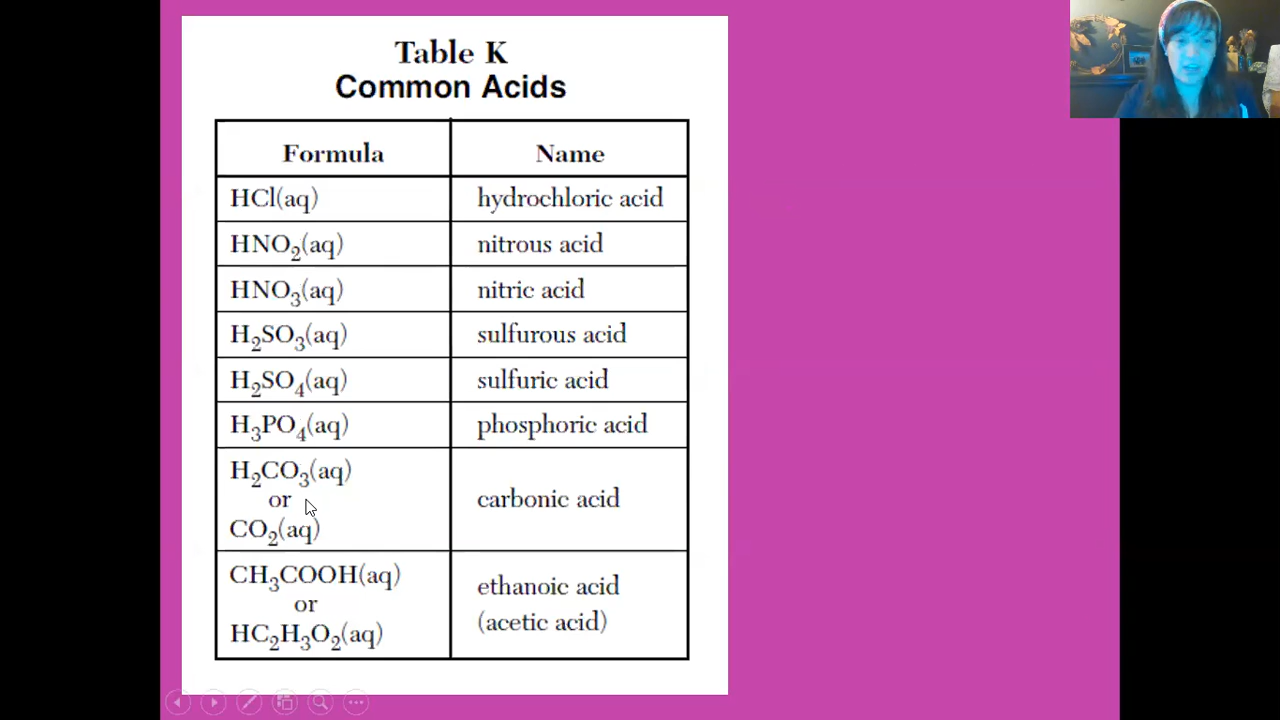 Table K
Common Acids
Formula Name
HCl(aq) hydrochloric acid
HNO₂(aq) nitrous acid
HNO₃(aq) nitric acid
H₂SO₃(aq) sulfurous acid
H₂SO₄(aq) sulfuric acid
H₃PO₄(aq) phosphoric acid
H₂CO₃(aq)
or
CO₂(aq)
carbonic acid
CH₃COOH(aq)
or
HC₂H₃O₂(aq)
ethanoic acid
(acetic acid)